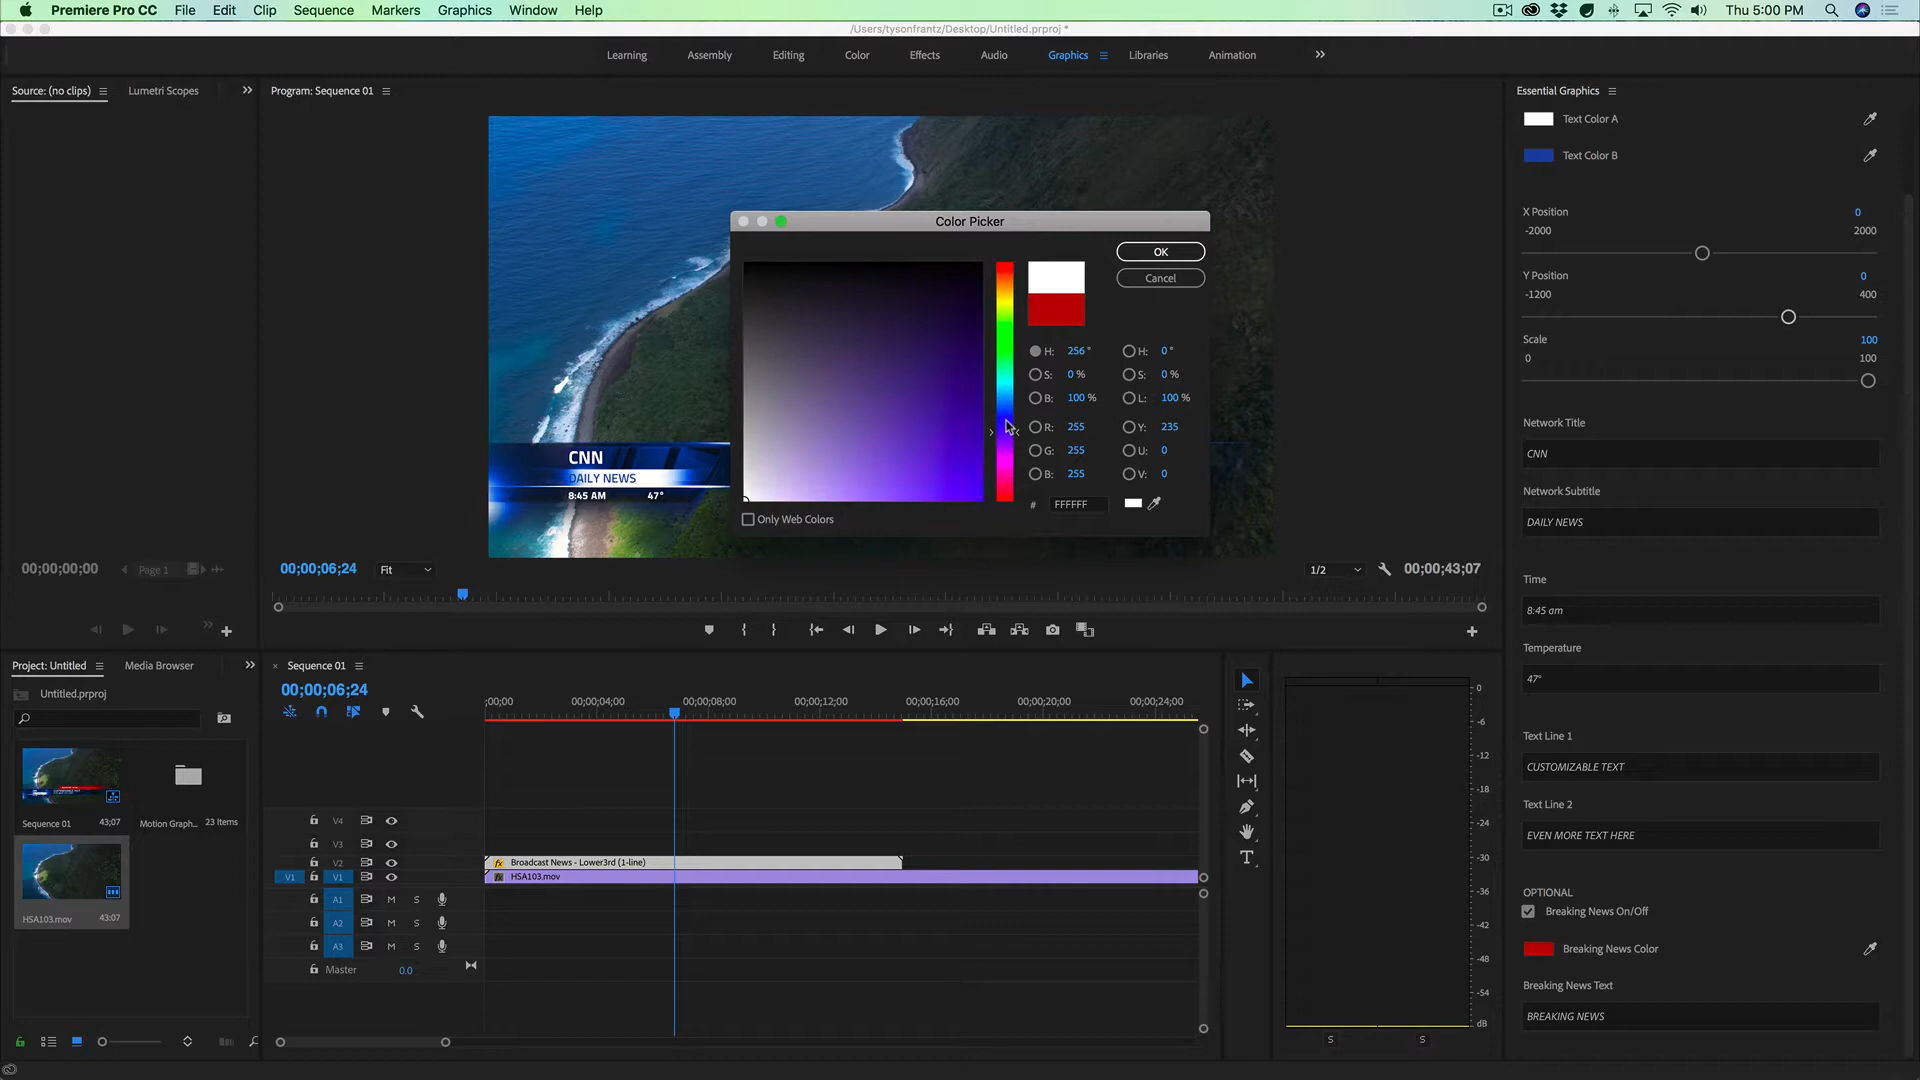 Premiere Pro CC File Edit Clip Sequence Markers Graphics Window Help Thu 5:00 PM
/Users/tysonfrantz/Desktop/Untitled.prproj *
Learning Assembly Editing Color Effects Audio Graphics Libraries Animation
Source: (no clips) Lumetri Scopes
Program: Sequence 01
Essential Graphics
Text Color A
Text Color B
X Position 0
-2000 2000
Y Position 0
-1200 400
Scale 100
0 100
Network Title
CNN
Network Subtitle
DAILY NEWS
Time
8:45 am
Temperature
47°
Text Line 1
CUSTOMIZABLE TEXT
Text Line 2
EVEN MORE TEXT HERE
OPTIONAL
Breaking News On/Off
Breaking News Color
Breaking News Text
BREAKING NEWS
Color Picker
OK
Cancel
H: 256° H: 0°
S: 0 % S: 0 %
B: 100 % L: 100 %
R: 255 Y: 235
G: 255 U: 0
B: 255 V: 0
# FFFFFF
Only Web Colors
CNN
DAILY NEWS
8:45 AM 47°
00;00;00;00 Page 1
00;00;06;24 Fit 1/2 00;00;43;07
Project: Untitled Media Browser
Untitled.prproj
Sequence 01 43;07
Motion Graph... 23 Items
HSA103.mov 43:07
Sequence 01
00;00;06;24
;00;00 00;00;04;00 00;00;08;00 00;00;12;00 00;00;16;00 00;00;20;00 00;00;24;00
V4
V3
V2 fx Broadcast News - Lower3rd (1-line)
V1 V1 fx HSA103.mov
A1 M S
A2 M S
A3 M S
Master 0.0
0
-6
-12
-18
-24
-30
-36
-42
-48
-54
dB
S S